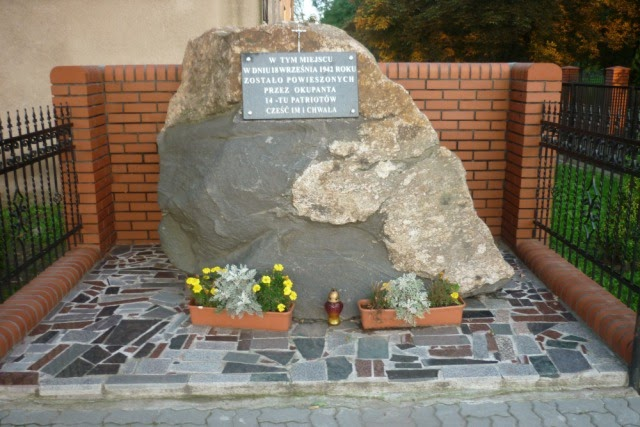 W TYM MIEJSCU
W DNIU 18 WRZEŚNIA 1942 ROKU
ZOSTAŁO POWIESZONYCH
PRZEZ OKUPANTA
14 -TU PATRIOTÓW
CZEŚĆ IM I CHWAŁA